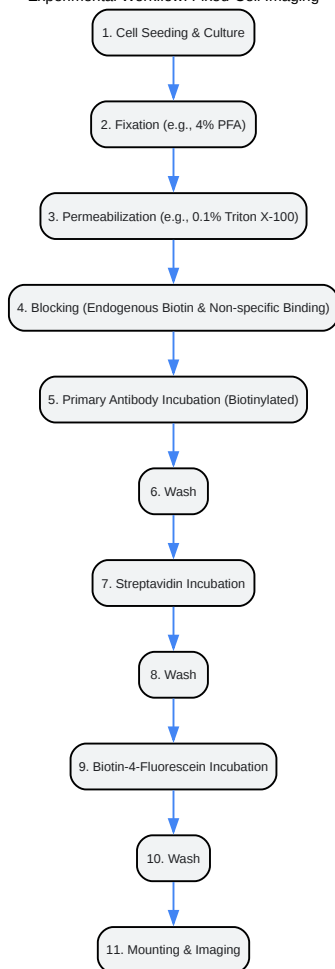 Experimental Workflow: Fixed Cell Imaging
1. Cell Seeding & Culture
2. Fixation (e.g., 4% PFA)
3. Permeabilization (e.g., 0.1% Triton X-100)
4. Blocking (Endogenous Biotin & Non-specific Binding)
5. Primary Antibody Incubation (Biotinylated)
6. Wash
7. Streptavidin Incubation
8. Wash
9. Biotin-4-Fluorescein Incubation
10. Wash
11. Mounting & Imaging